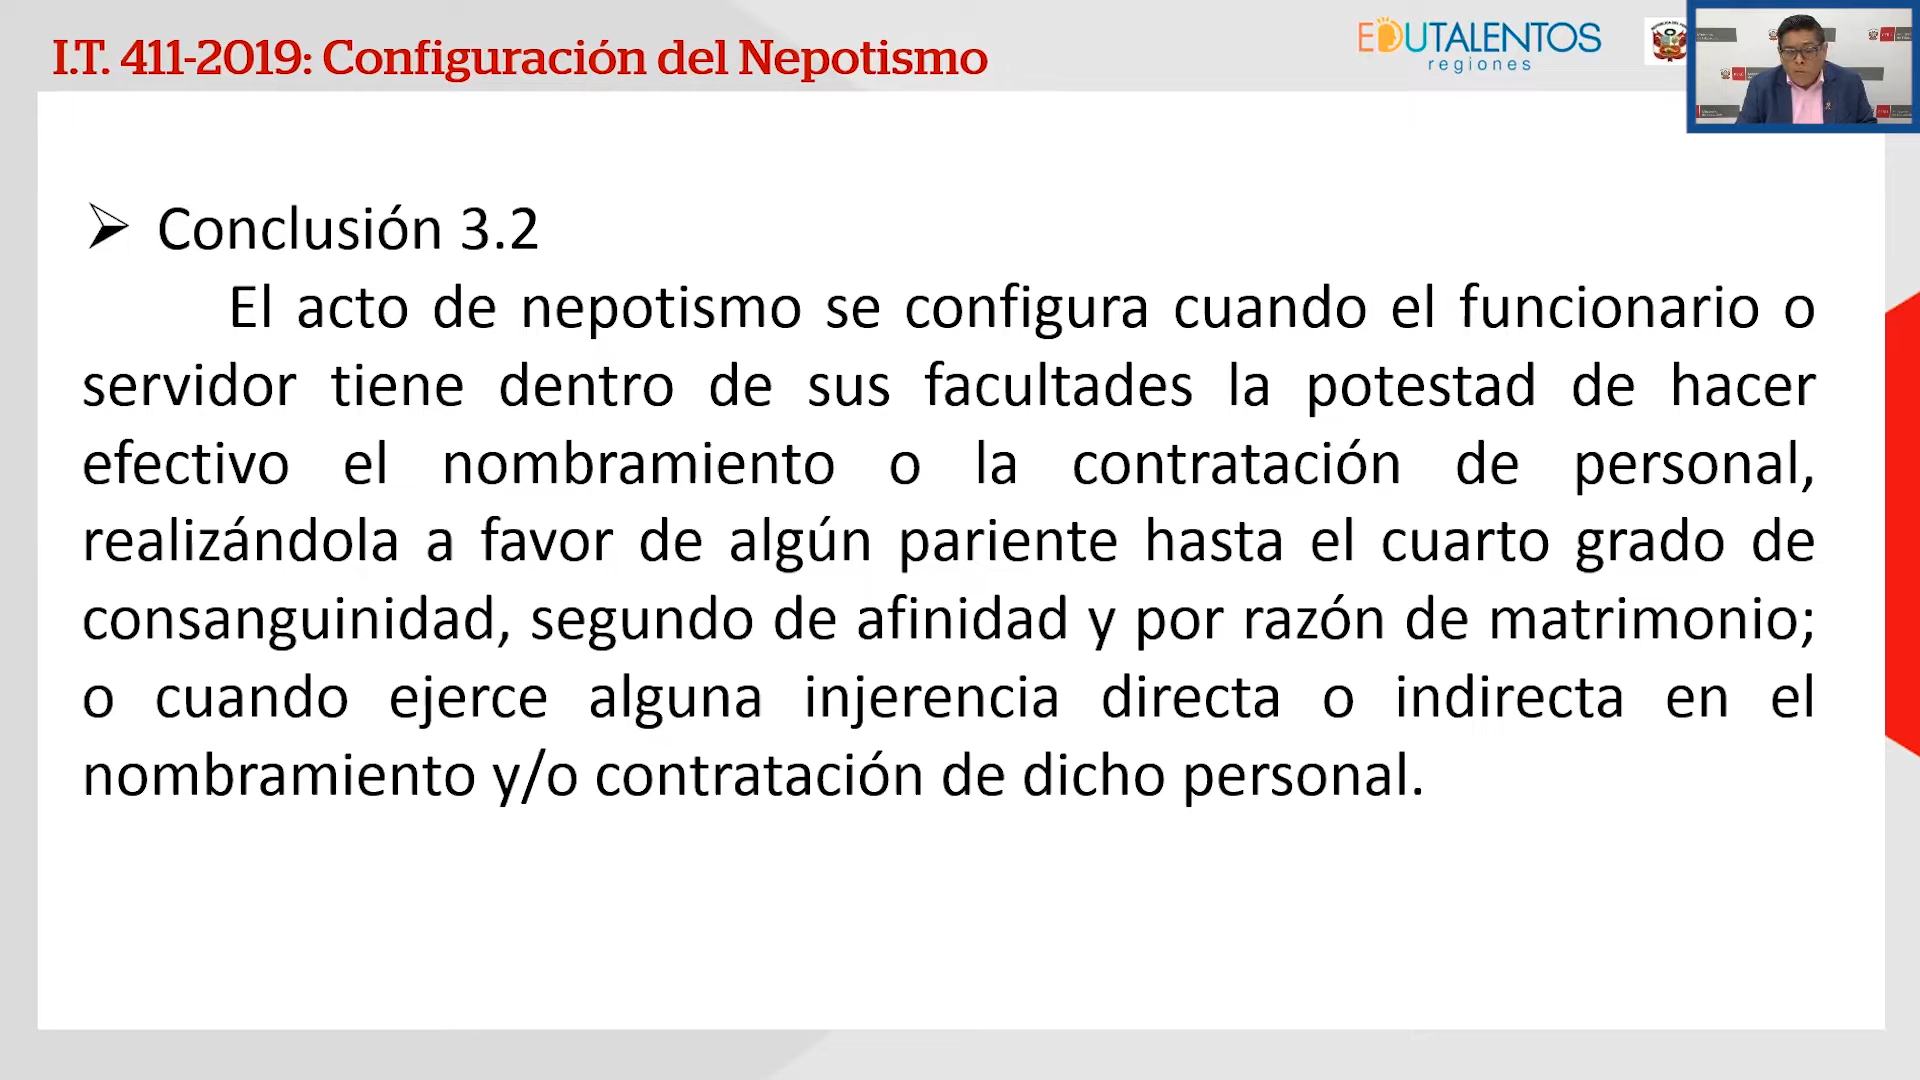 I.T. 411-2019: Configuración del Nepotismo
EDUTALENTOS
regiones
➢ Conclusión 3.2
El acto de nepotismo se configura cuando el funcionario o
servidor tiene dentro de sus facultades la potestad de hacer
efectivo el nombramiento o la contratación de personal,
realizándola a favor de algún pariente hasta el cuarto grado de
consanguinidad, segundo de afinidad y por razón de matrimonio;
o cuando ejerce alguna injerencia directa o indirecta en el
nombramiento y/o contratación de dicho personal.